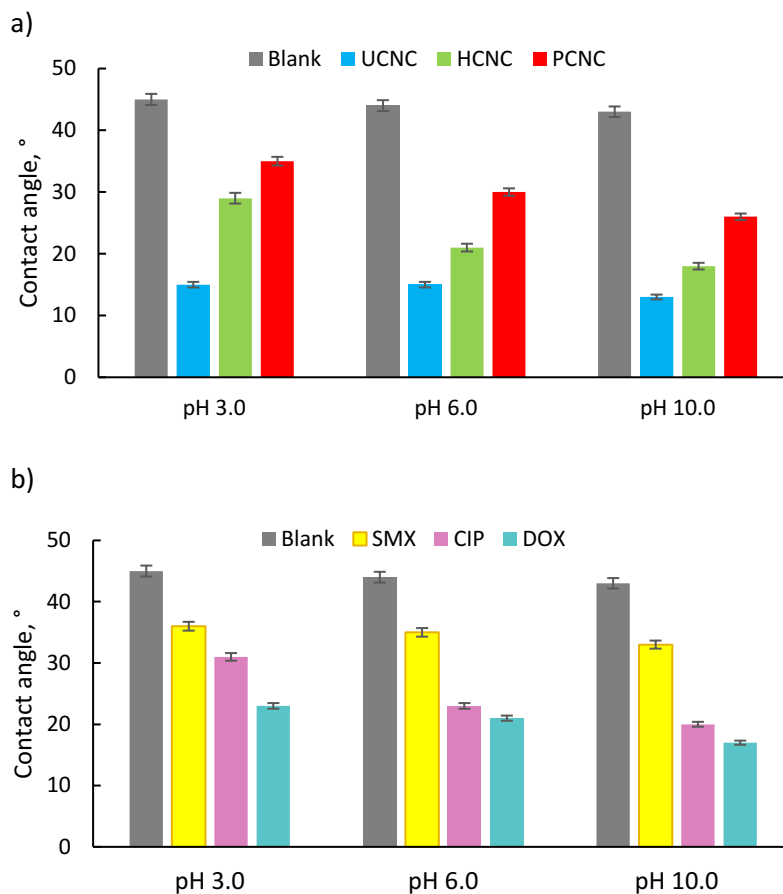 a)
Blank UCNC HCNC PCNC
50
40
30
20
10
0
Contact angle, °
pH 3.0 pH 6.0 pH 10.0
b)
Blank SMX CIP DOX
50
40
30
20
10
0
Contact angle, °
pH 3.0 pH 6.0 pH 10.0